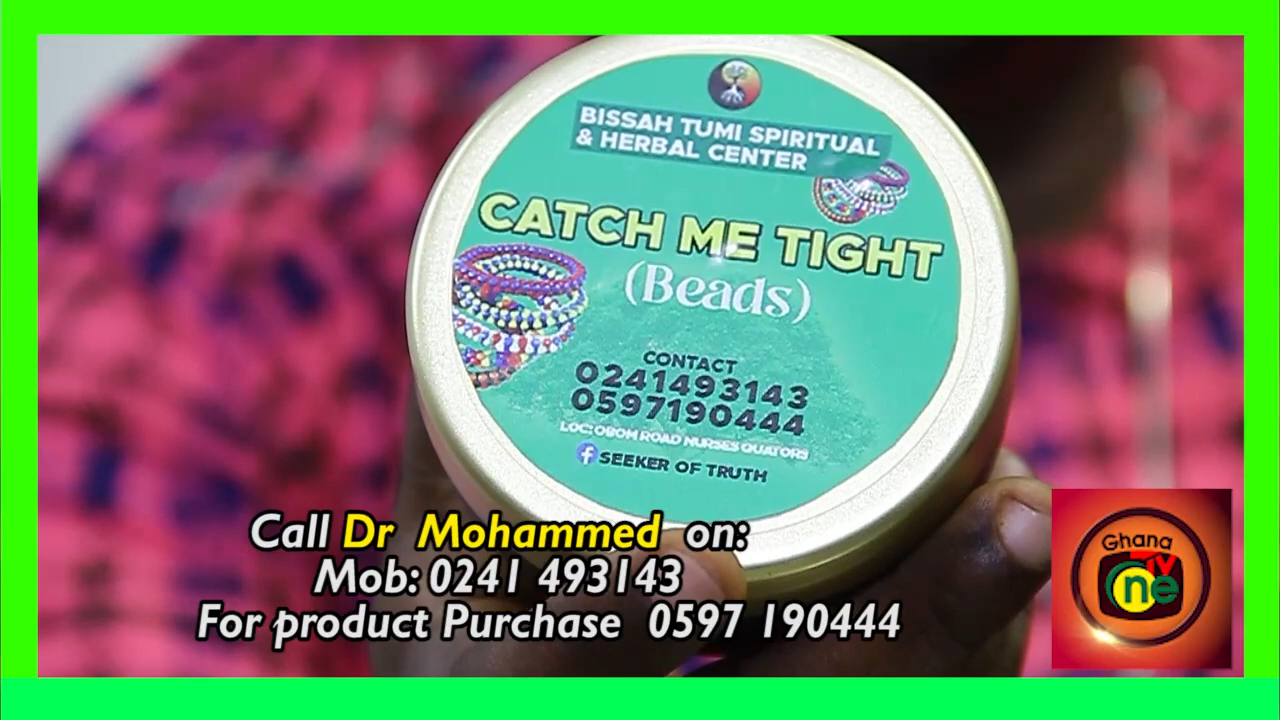 BISSAH TUMI SPIRITUAL
& HERBAL CENTER
CATCH ME TIGHT
(Beads)
CONTACT
0241493143
0597190444
LOC: OBOM ROAD NURSES QUATORS
f SEEKER OF TRUTH
Call Dr Mohammed on:
Mob: 0241 493143
For product Purchase 0597 190444
Ghana
TV
One